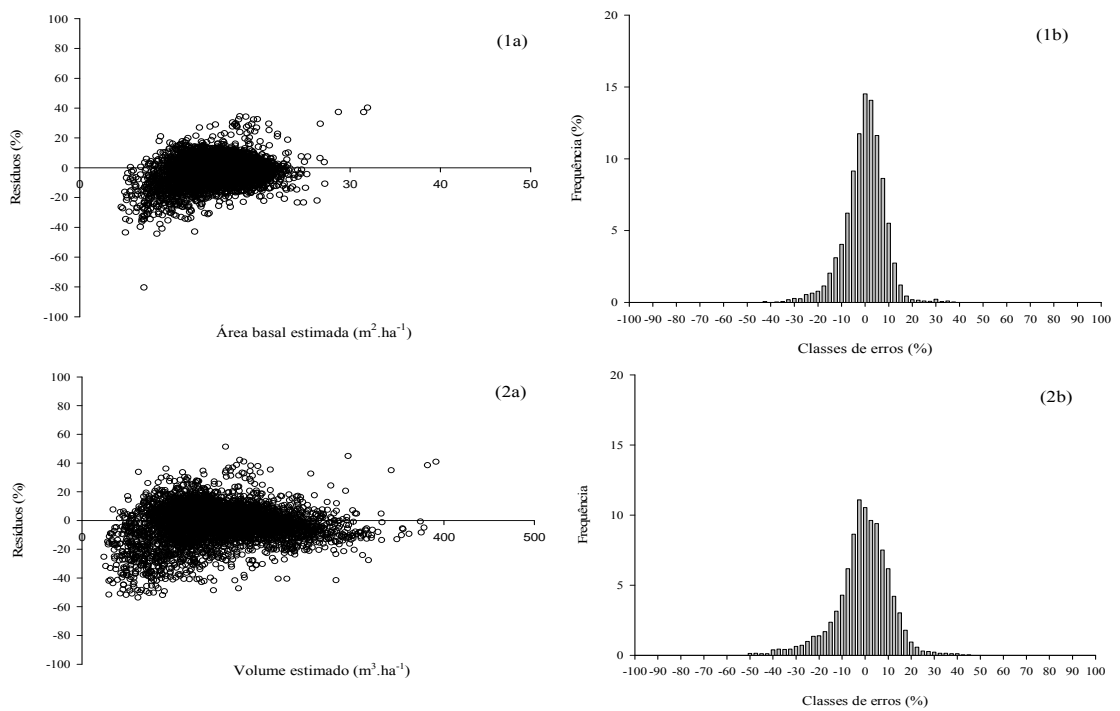 (1a)
100
80
60
40
20
0
-20
-40
-60
-80
-100
0
30
40
50
Resíduos (%)
Área basal estimada (m².ha⁻¹)
(1b)
20
15
10
5
0
-100 -90 -80 -70 -60 -50 -40 -30 -20 -10 0 10 20 30 40 50 60 70 80 90 100
Frequência (%)
Classes de erros (%)
(2a)
100
80
60
40
20
0
-20
-40
-60
-80
-100
0
400
500
Resíduos (%)
Volume estimado (m³.ha⁻¹)
(2b)
20
15
10
5
0
-100 -90 -80 -70 -60 -50 -40 -30 -20 -10 0 10 20 30 40 50 60 70 80 90 100
Frequência
Classes de erros (%)